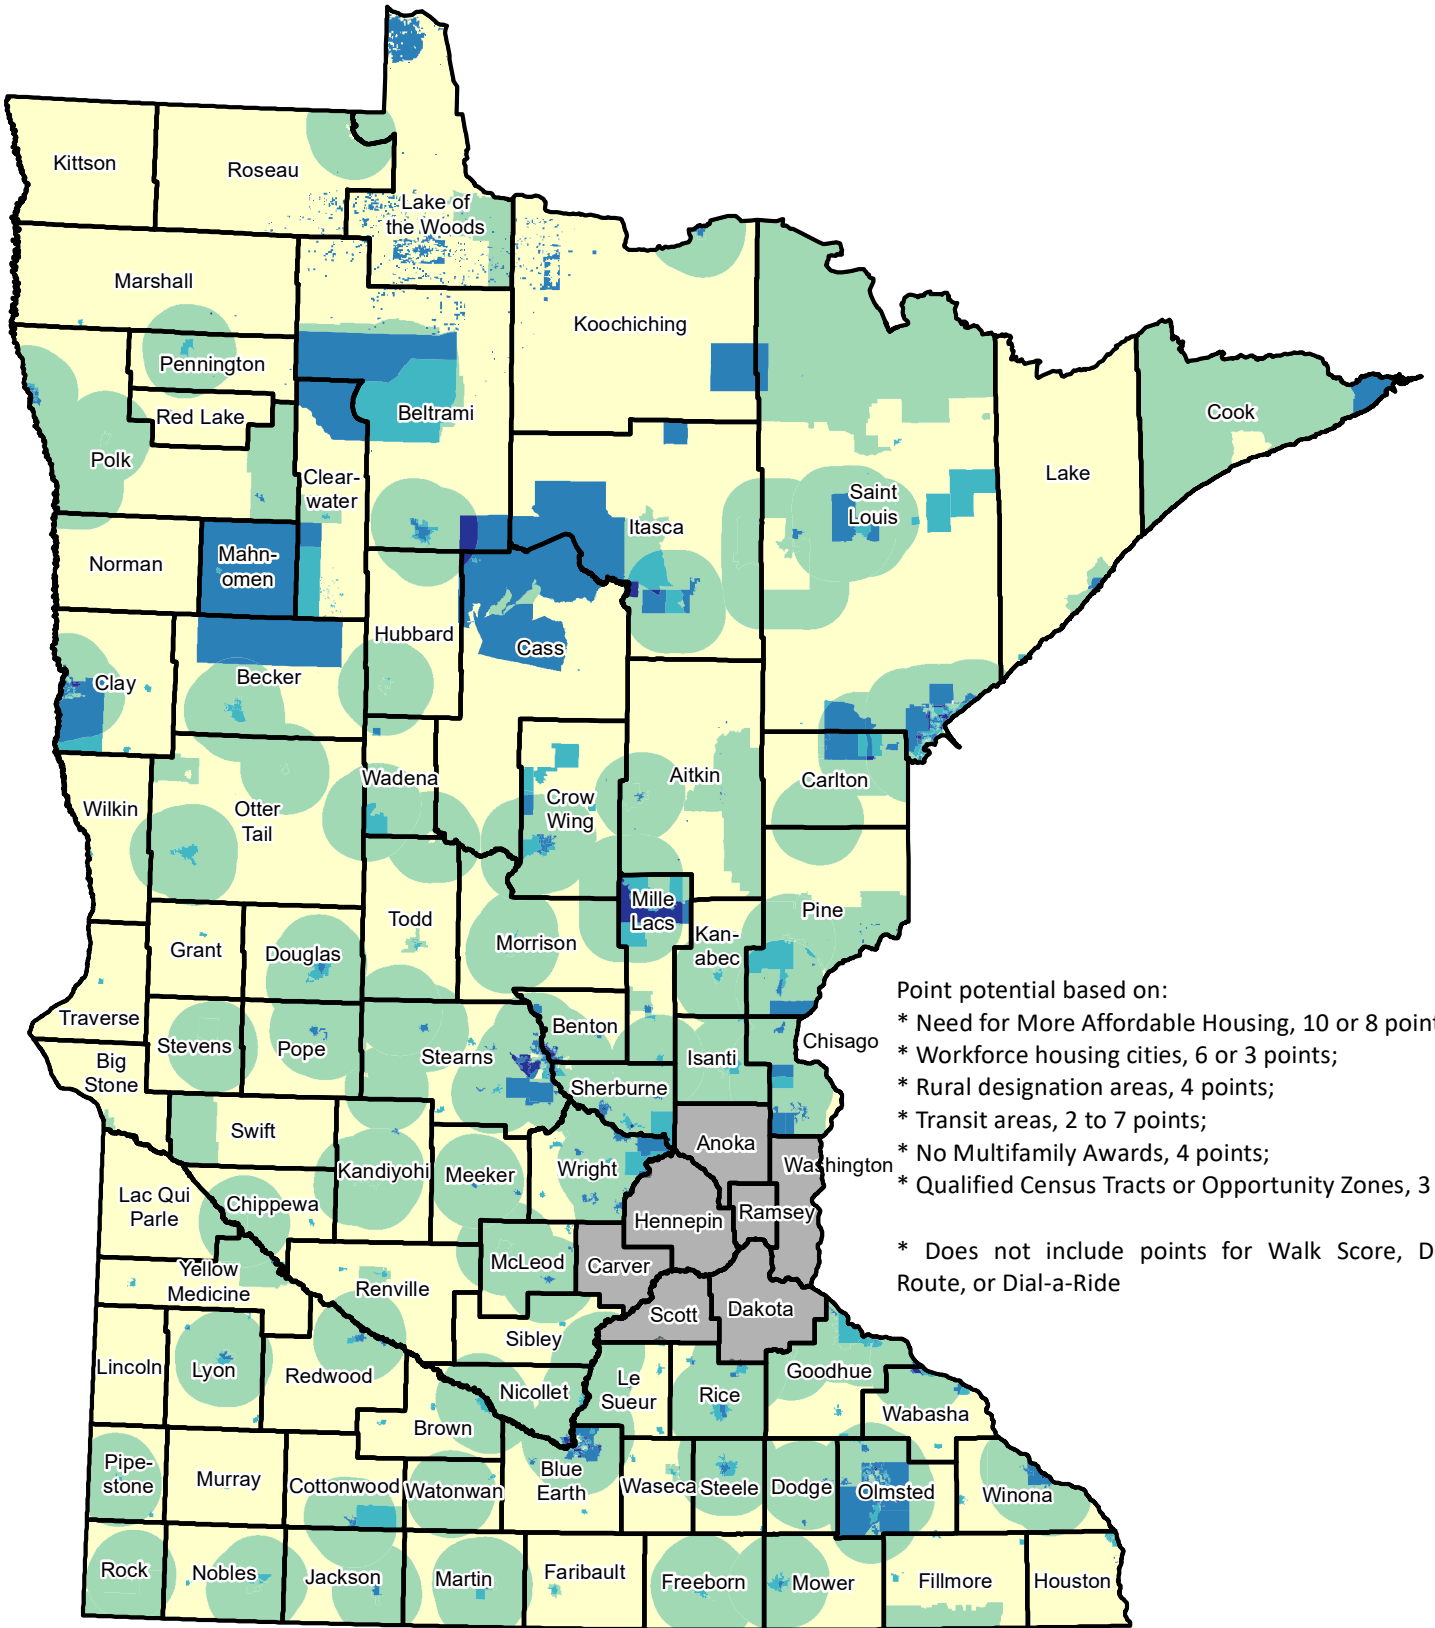 Kittson
Roseau
Lake of
the Woods
Marshall
Koochiching
Pennington
Red Lake
Beltrami
Cook
Polk
Clear-
water
Lake
Saint
Louis
Itasca
Norman
Mahn-
omen
Hubbard
Cass
Clay
Becker
Wadena
Aitkin
Carlton
Wilkin
Otter
Tail
Crow
Wing
Mille
Lacs
Pine
Todd
Kan-
abec
Grant
Douglas
Morrison
Traverse
Stevens
Pope
Stearns
Benton
Isanti
Chisago
Big
Stone
Sherburne
Swift
Anoka
Kandiyohi
Meeker
Wright
Washington
Lac Qui
Parle
Chippewa
Hennepin
Ramsey
Yellow
Medicine
Renville
McLeod
Carver
Scott
Dakota
Sibley
Lincoln
Lyon
Redwood
Nicollet
Le
Sueur
Rice
Goodhue
Wabasha
Brown
Pipe-
stone
Murray
Cottonwood
Watonwan
Blue
Earth
Waseca
Steele
Dodge
Olmsted
Winona
Rock
Nobles
Jackson
Martin
Faribault
Freeborn
Mower
Fillmore
Houston
Point potential based on:
* Need for More Affordable Housing, 10 or 8 point
* Workforce housing cities, 6 or 3 points;
* Rural designation areas, 4 points;
* Transit areas, 2 to 7 points;
* No Multifamily Awards, 4 points;
* Qualified Census Tracts or Opportunity Zones, 3
* Does not include points for Walk Score, D
Route, or Dial-a-Ride